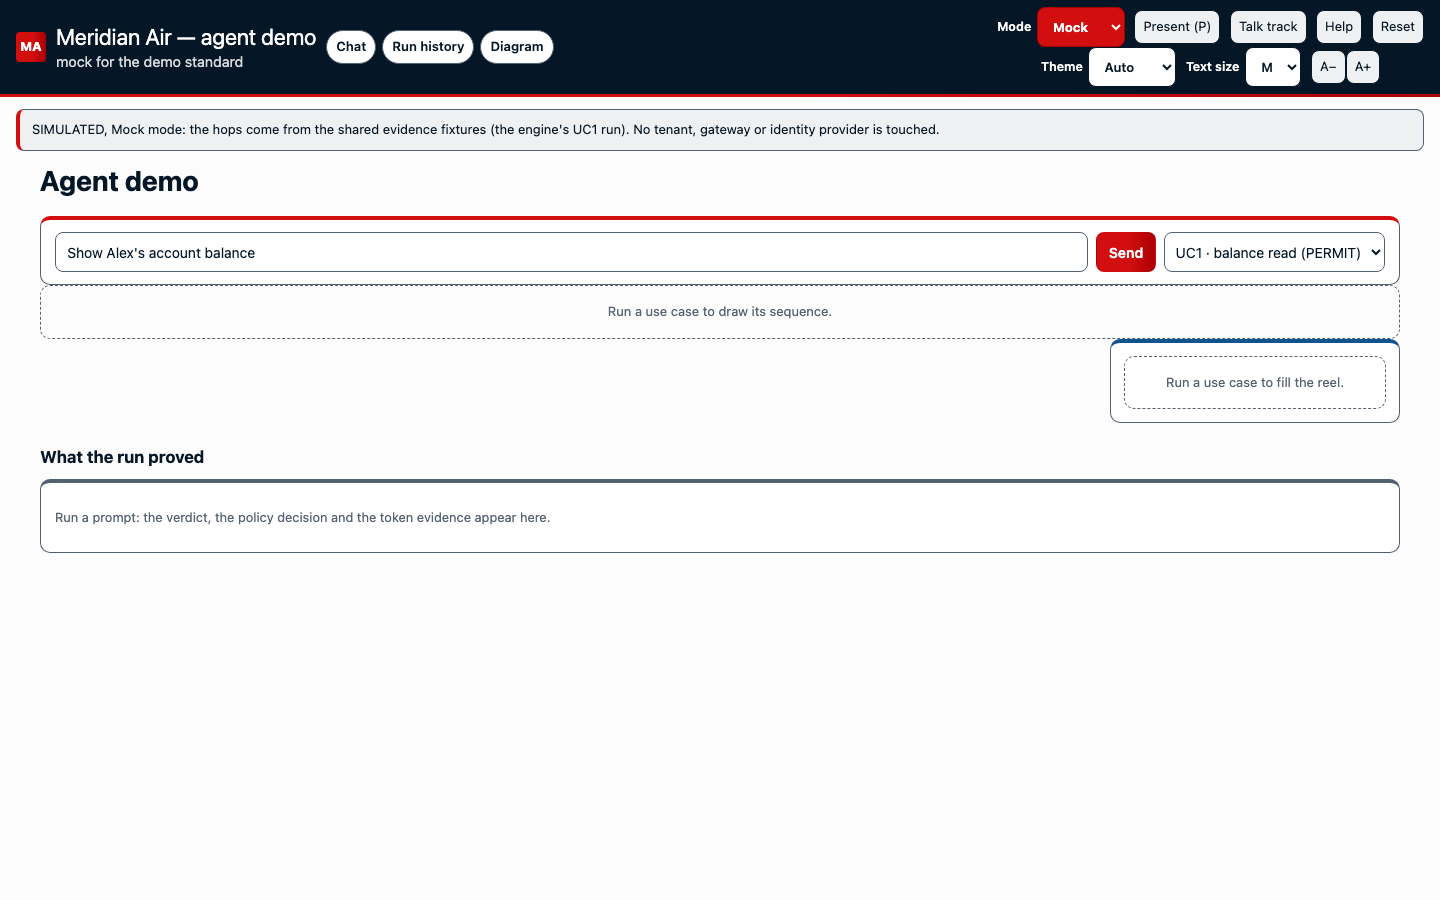 MA
Meridian Air — agent demo
mock for the demo standard
Chat
Run history
Diagram
Mode
Mock
Present (P)
Talk track
Help
Reset
Theme
Auto
Text size
M
A−
A+
SIMULATED, Mock mode: the hops come from the shared evidence fixtures (the engine's UC1 run). No tenant, gateway or identity provider is touched.
Agent demo
Show Alex's account balance
Send
UC1 · balance read (PERMIT)
Run a use case to draw its sequence.
Run a use case to fill the reel.
What the run proved
Run a prompt: the verdict, the policy decision and the token evidence appear here.